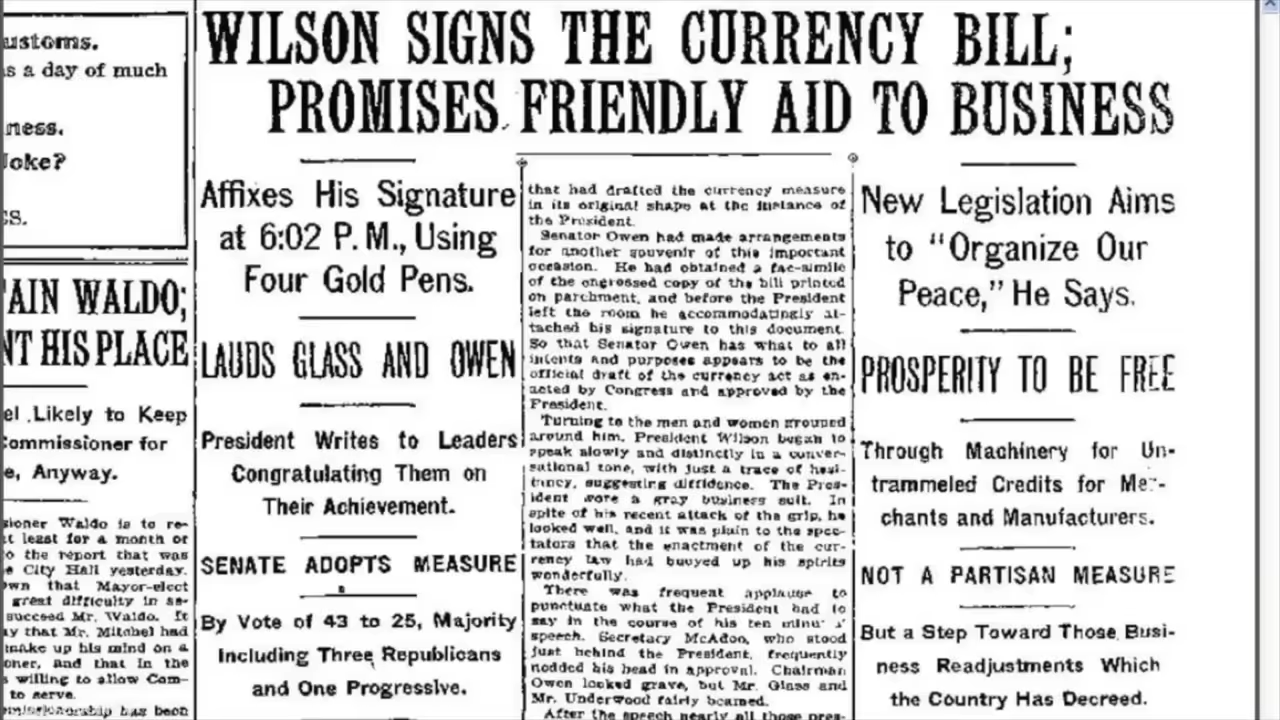 WILSON SIGNS THE CURRENCY BILL;
PROMISES FRIENDLY AID TO BUSINESS
ustoms.
s a day of much
ness.
Joke?
CS.
AIN WALDO;
NT HIS PLACE
el Likely to Keep
Commissioner for
e, Anyway.
sioner Waldo is to re-
t least for a month or
o the report that was
e City Hall yesterday.
wn that Mayor-elect
great difficulty in se-
succeed Mr. Waldo. It
ay that Mr. Mitchel had
make up his mind on a
oner, and that in the
s willing to allow Com-
to serve.
has been
Affixes His Signature
at 6:02 P. M., Using
Four Gold Pens.
LAUDS GLASS AND OWEN
President Writes to Leaders
Congratulating Them on
Their Achievement.
SENATE ADOPTS MEASURE
By Vote of 43 to 25, Majority
Including Three Republicans
and One Progressive.
that had drafted the currency measure
in its original shape at the instance of
the President.
Senator Owen had made arrangements
for another souvenir of this important
occasion. He had obtained a fac-simile
of the engrossed copy of the bill printed
on parchment, and before the President
left the room he accommodatingly at-
tached his signature to this document.
So that Senator Owen has what to all
intents and purposes appears to be the
official draft of the currency act as en-
acted by Congress and approved by the
President.
Turning to the men and women grouped
around him, President Wilson began to
speak slowly and distinctly in a conver-
sational tone, with just a trace of hesi-
tancy, suggesting diffidence. The Pres-
ident wore a gray business suit. In
spite of his recent attack of the grip, he
looked well, and it was plain to the spec-
tators that the enactment of the cur-
rency law had buoyed up his spirits
wonderfully.
There was frequent applause to
punctuate what the President had to
say in the course of his ten minute's
speech. Secretary McAdoo, who stood
just behind the President, frequently
nodded his head in approval. Chairman
Owen looked grave, but Mr. Glass and
Mr. Underwood fairly beamed.
After the speech nearly all those pres-
New Legislation Aims
to "Organize Our
Peace," He Says.
PROSPERITY TO BE FREE
Through Machinery for Un-
trammeled Credits for Mer-
chants and Manufacturers.
NOT A PARTISAN MEASURE
But a Step Toward Those Busi-
ness Readjustments Which
the Country Has Decreed.